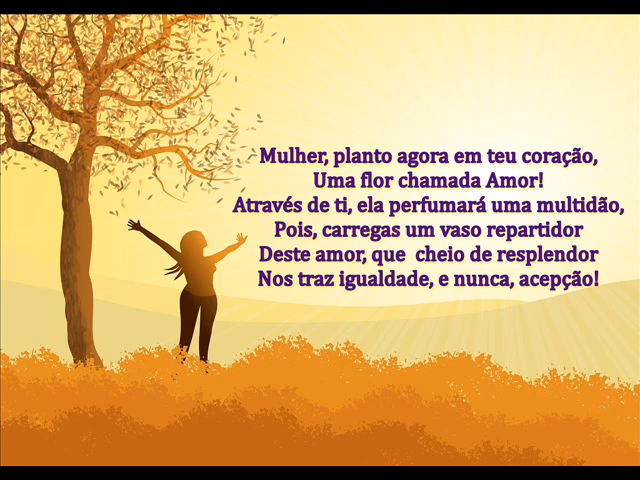 Mulher, planto agora em teu coração,
Uma flor chamada Amor!
Através de ti, ela perfumará uma multidão,
Pois, carregas um vaso repartidor
Deste amor, que cheio de resplendor
Nos traz igualdade, e nunca, acepção!